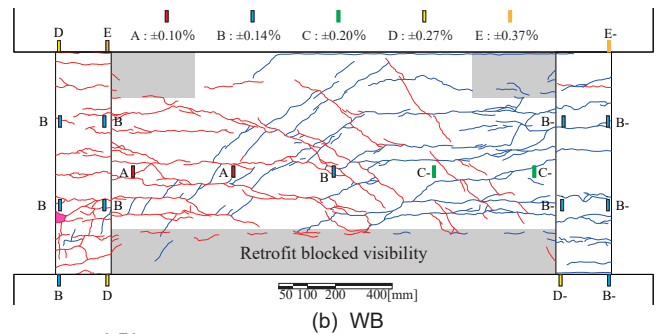 A : ±0.10% B : ±0.14% C : ±0.20% D : ±0.27% E : ±0.37%
D E E-
B B B- B-
A A B C- C-
B B B- B-
Retrofit blocked visibility
B D D- B-
50 100 200 400[mm]
(b) WB